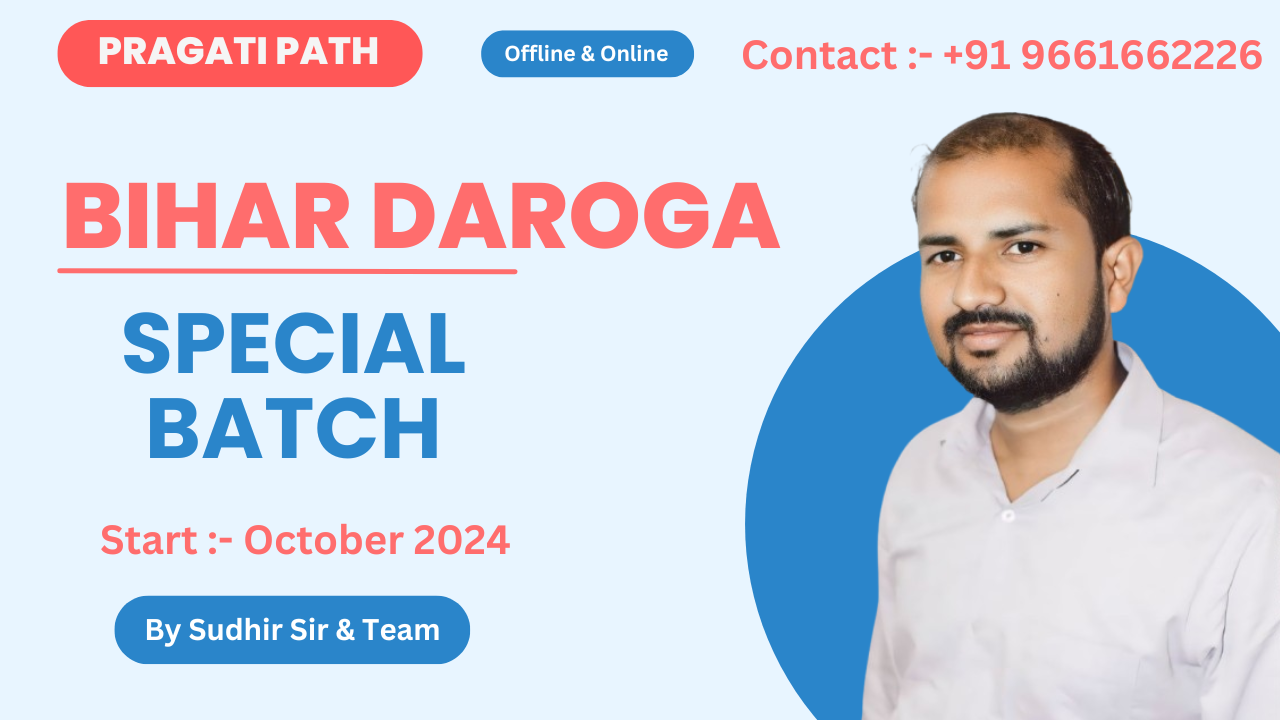 PRAGATI PATH
Offline & Online
Contact :- +91 9661662226
BIHAR DAROGA
SPECIAL
BATCH
Start :- October 2024
By Sudhir Sir & Team